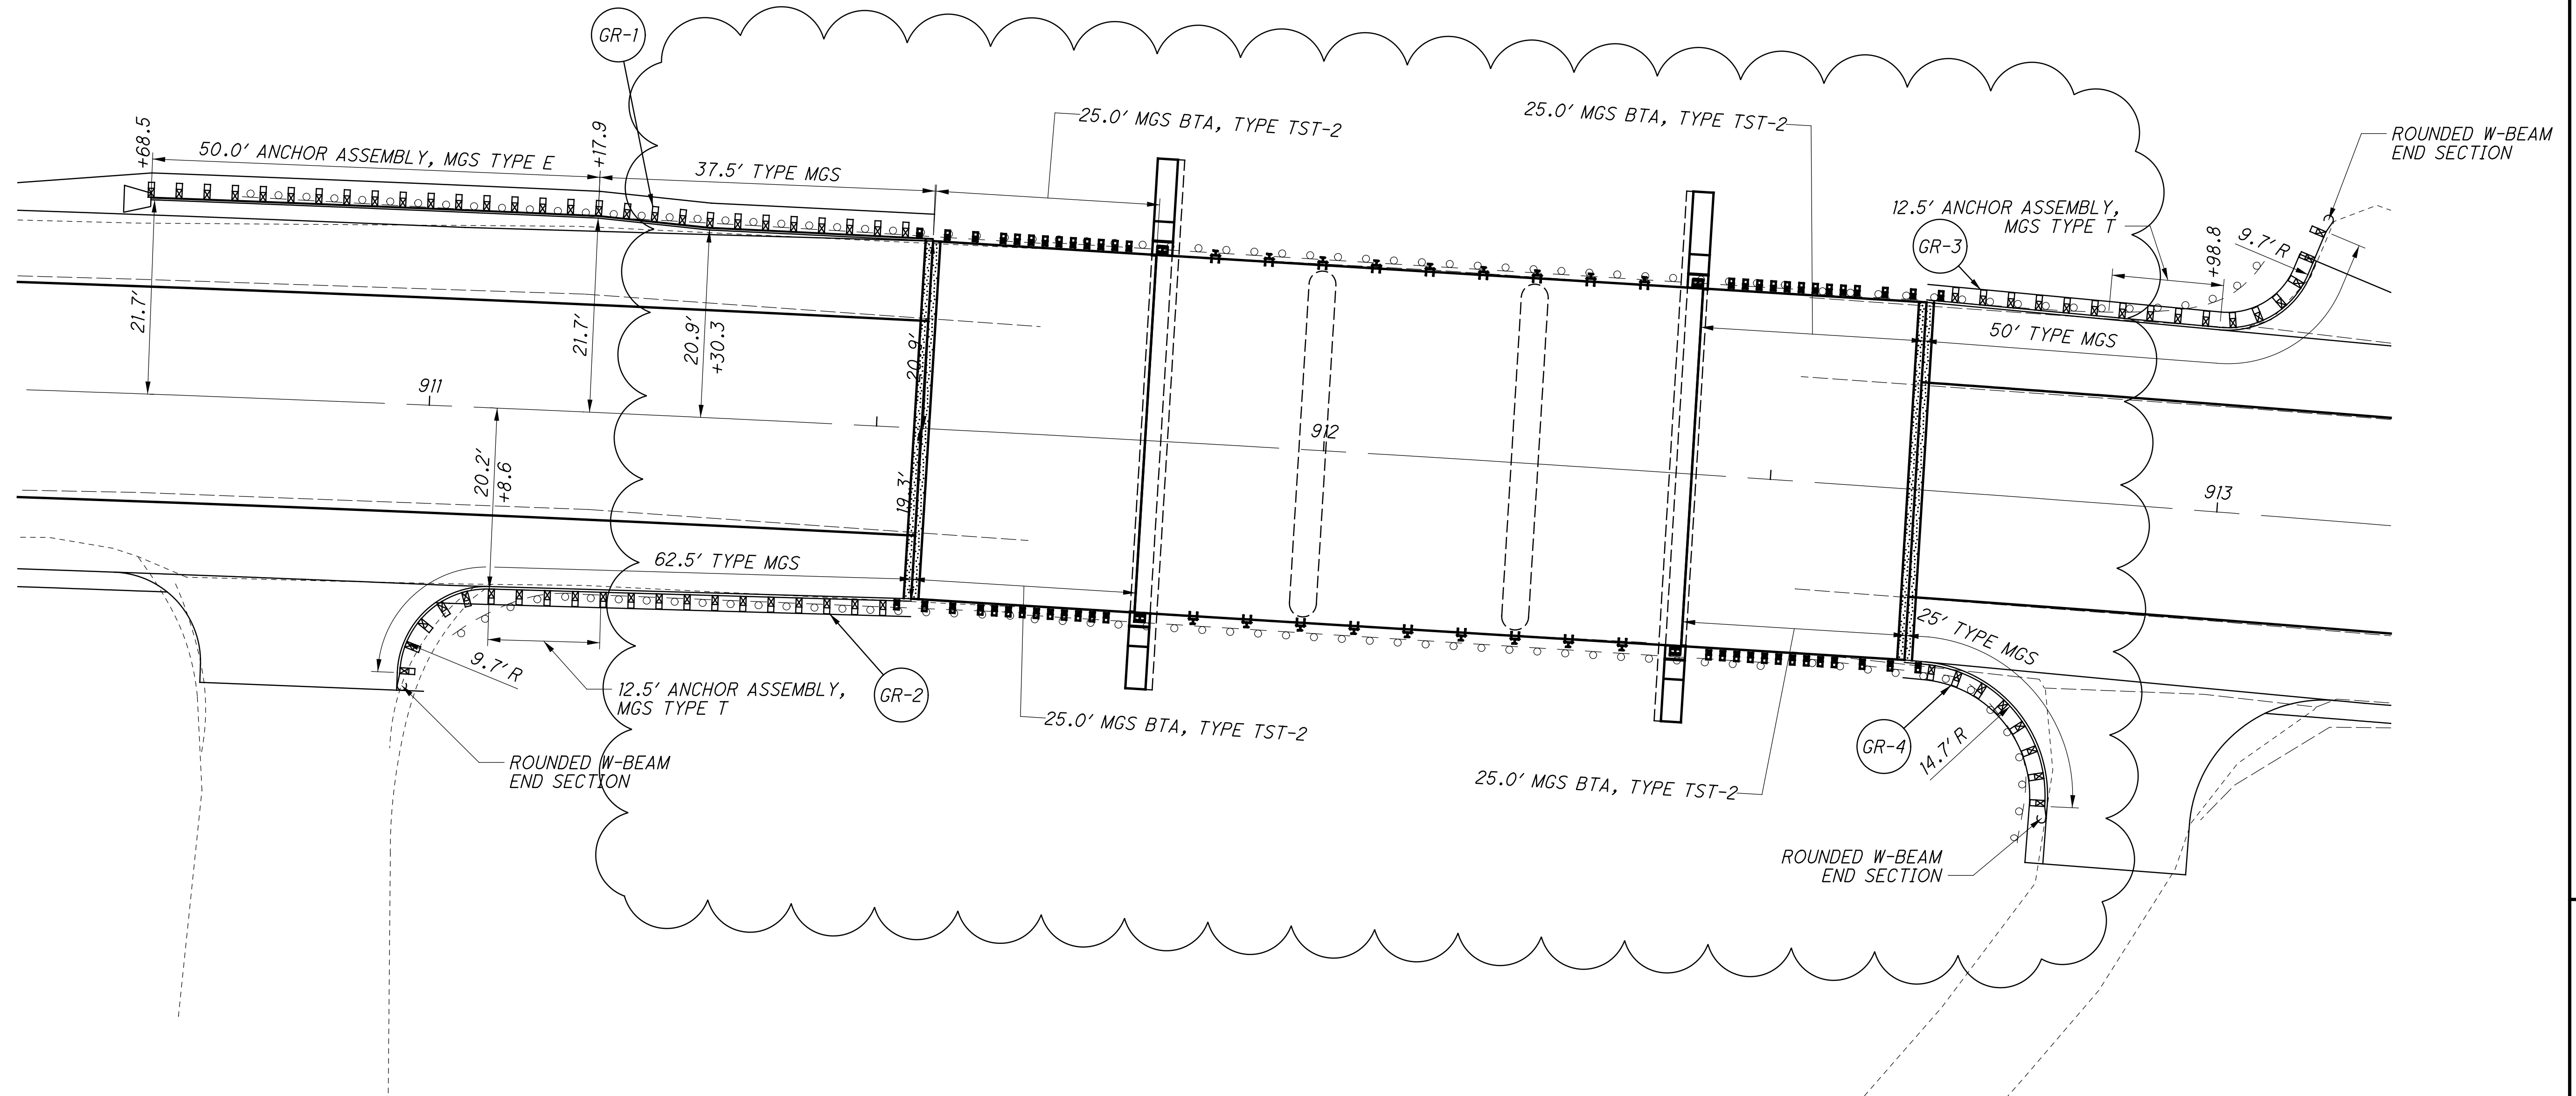 GR-1
+68.5
50.0' ANCHOR ASSEMBLY, MGS TYPE E
+17.9
37.5' TYPE MGS
25.0' MGS BTA, TYPE TST-2
25.0' MGS BTA, TYPE TST-2
ROUNDED W-BEAM
END SECTION
12.5' ANCHOR ASSEMBLY,
MGS TYPE T
GR-3
+98.8
9.7' R
21.7'
21.7'
20.9'
+30.3
20.9'
50' TYPE MGS
911
912
913
20.2'
+8.6
19.3'
62.5' TYPE MGS
25' TYPE MGS
9.7' R
12.5' ANCHOR ASSEMBLY,
MGS TYPE T
GR-2
25.0' MGS BTA, TYPE TST-2
GR-4
14.7' R
ROUNDED W-BEAM
END SECTION
25.0' MGS BTA, TYPE TST-2
ROUNDED W-BEAM
END SECTION